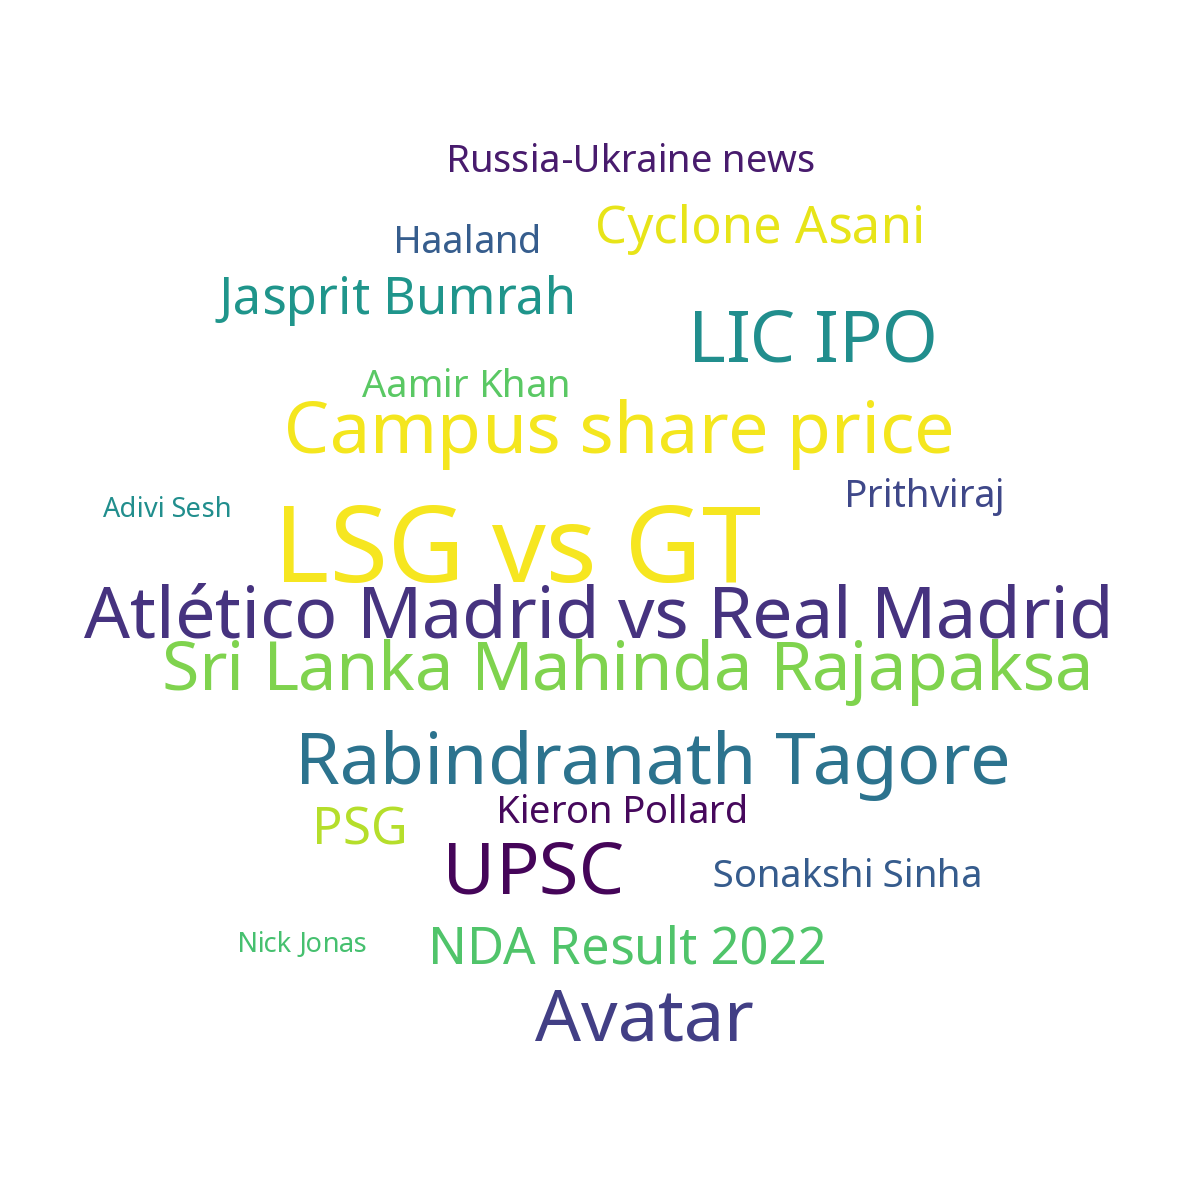 Russia-Ukraine news
Cyclone Asani
Haaland
Jasprit Bumrah
LIC IPO
Aamir Khan
Campus share price
Prithviraj
Adivi Sesh
LSG vs GT
Atlético Madrid vs Real Madrid
Sri Lanka Mahinda Rajapaksa
Rabindranath Tagore
Kieron Pollard
PSG
UPSC
Sonakshi Sinha
Nick Jonas
NDA Result 2022
Avatar